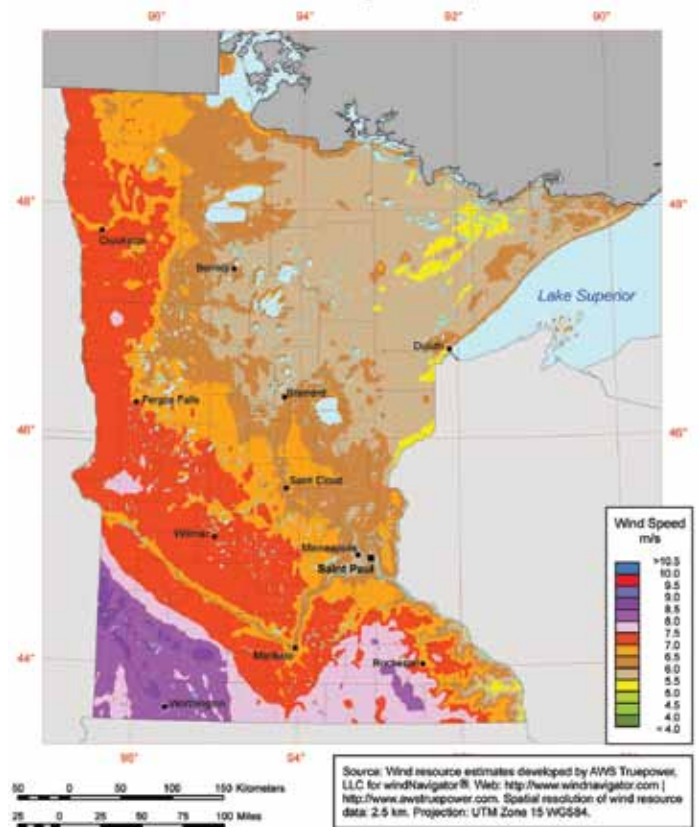 96°
94°
92°
90°
48°
48°
Crookston
Bemidji
Lake Superior
Duluth
Fergus Falls
Brainerd
46°
46°
Saint Cloud
Willmar
Minneapolis
Saint Paul
Wind Speed
m/s
>10.5
10.0
9.5
9.0
8.5
8.0
7.5
7.0
6.5
6.0
5.5
5.0
4.5
4.0
< 4.0
44°
44°
Mankato
Rochester
Worthington
96°
94°
92°
90°
50 0 50 100 150 Kilometers
25 0 25 50 100 Miles
Source: Wind resource estimates developed by AWS Truepower,
LLC for windNavigator®. Web: http://www.windnavigator.com |
http://www.awstruepower.com. Spatial resolution of wind resource
data: 2.5 km. Projection: UTM Zone 15 WGS84.